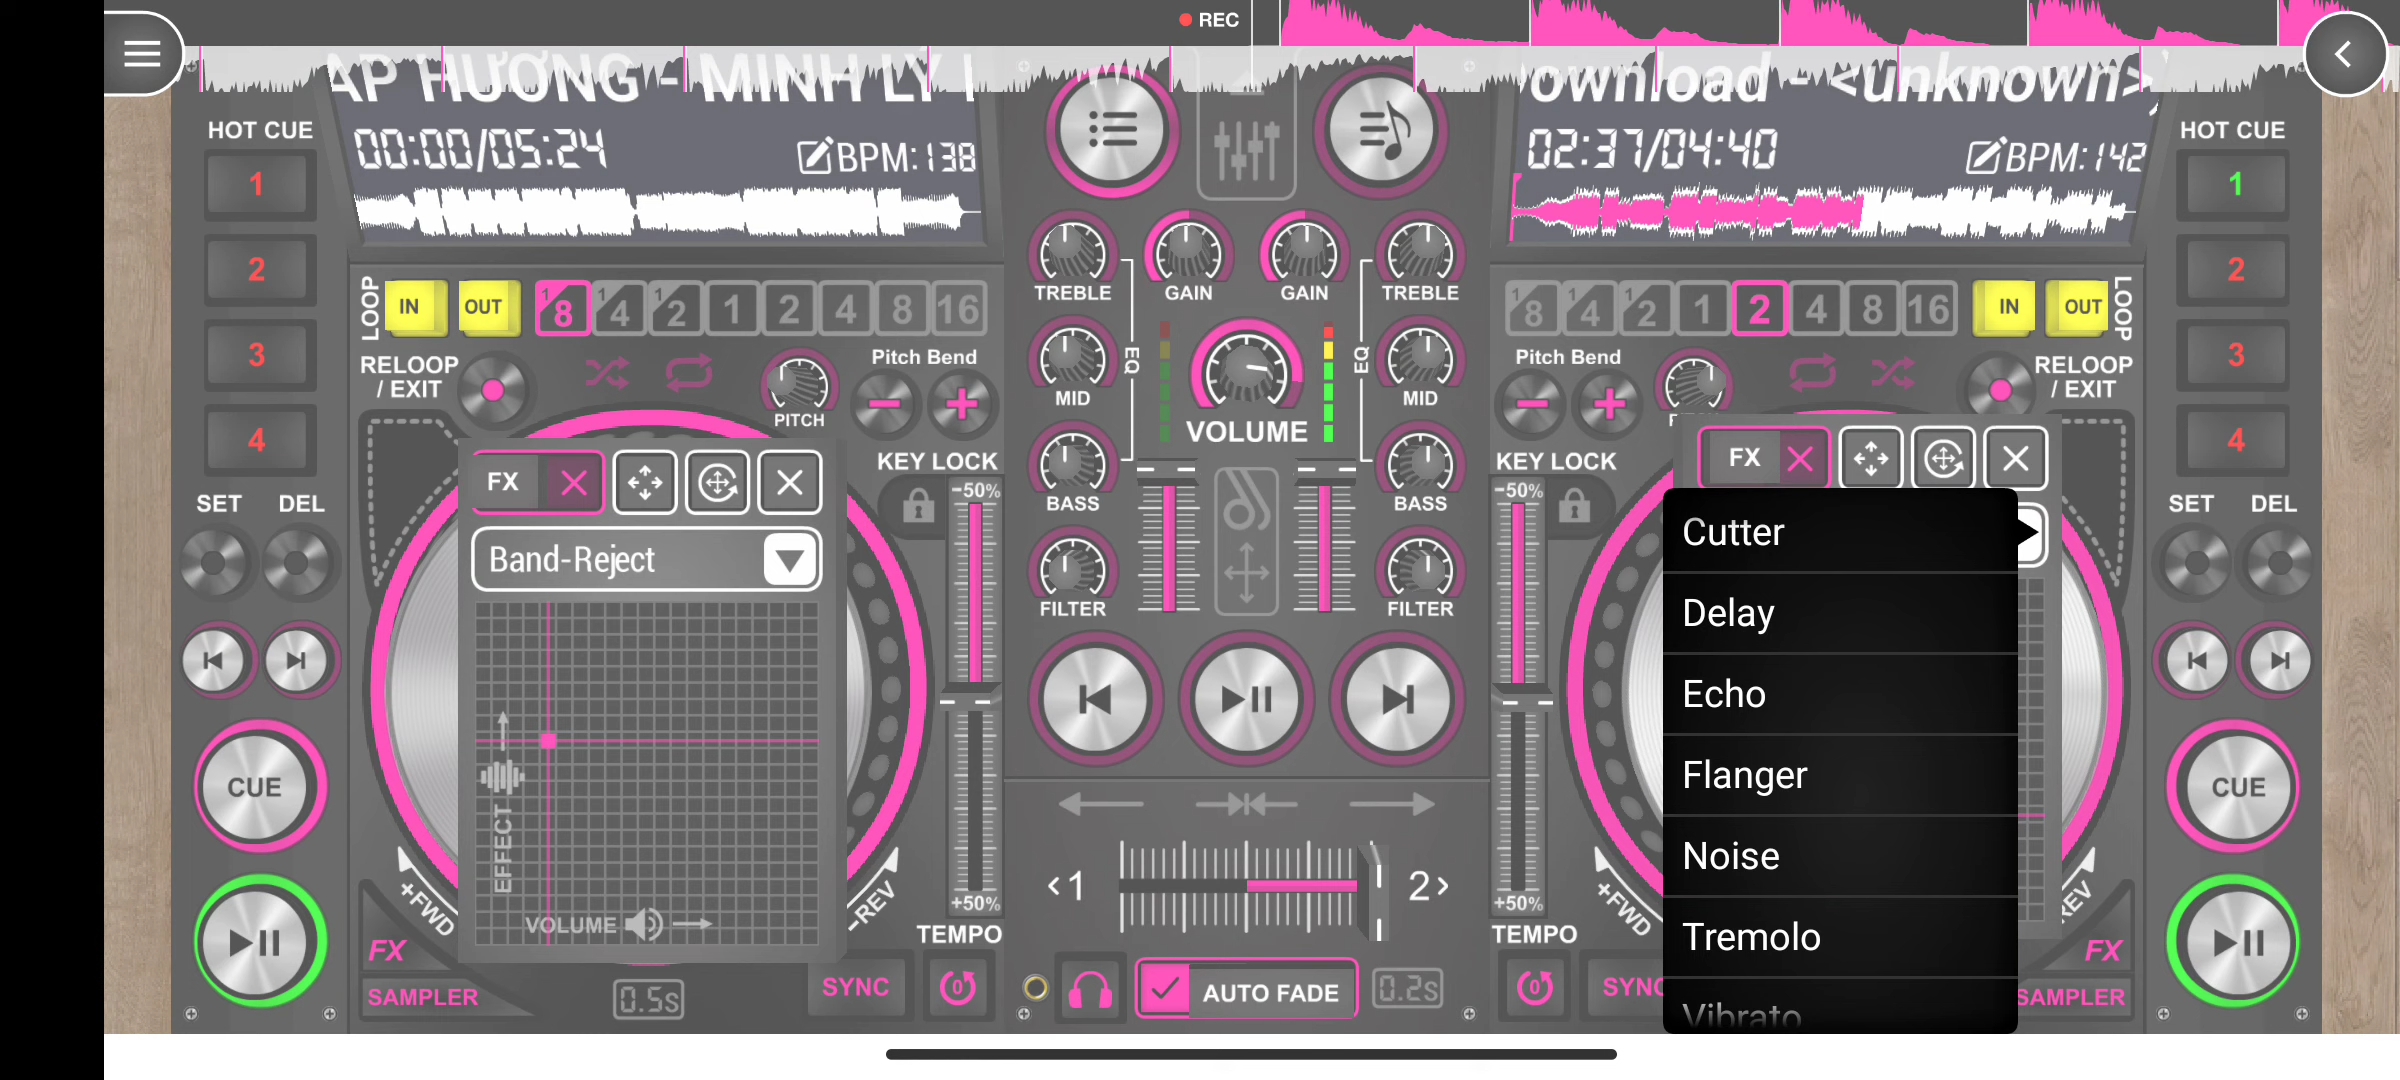 REC
ẮP HƯƠNG - MINH LÝ
ownload - <unknown>,
00:00/05:24
BPM:138
02:37/04:40
BPM:142
HOT CUE
1
2
3
4
SET DEL
CUE
LOOP
IN OUT
1/8 1/4 1/2 1 2 4 8 16
RELOOP
/ EXIT
PITCH
Pitch Bend
KEY LOCK
-50%
+50%
TEMPO
FX
Band-Reject
EFFECT
VOLUME
+FWD
-REV
FX
SAMPLER
0.5s
SYNC
0
TREBLE GAIN GAIN TREBLE
MID EQ EQ MID
VOLUME
BASS BASS
FILTER FILTER
<1 2>
AUTO FADE
0.2s
1/8 1/4 1/2 1 2 4 8 16
IN OUT
LOOP
Pitch Bend
RELOOP
/ EXIT
KEY LOCK
-50%
+50%
TEMPO
FX
Cutter
Delay
Echo
Flanger
Noise
Tremolo
Vibrato
+FWD
REV
0
SYNC
FX
SAMPLER
HOT CUE
1
2
3
4
SET DEL
CUE